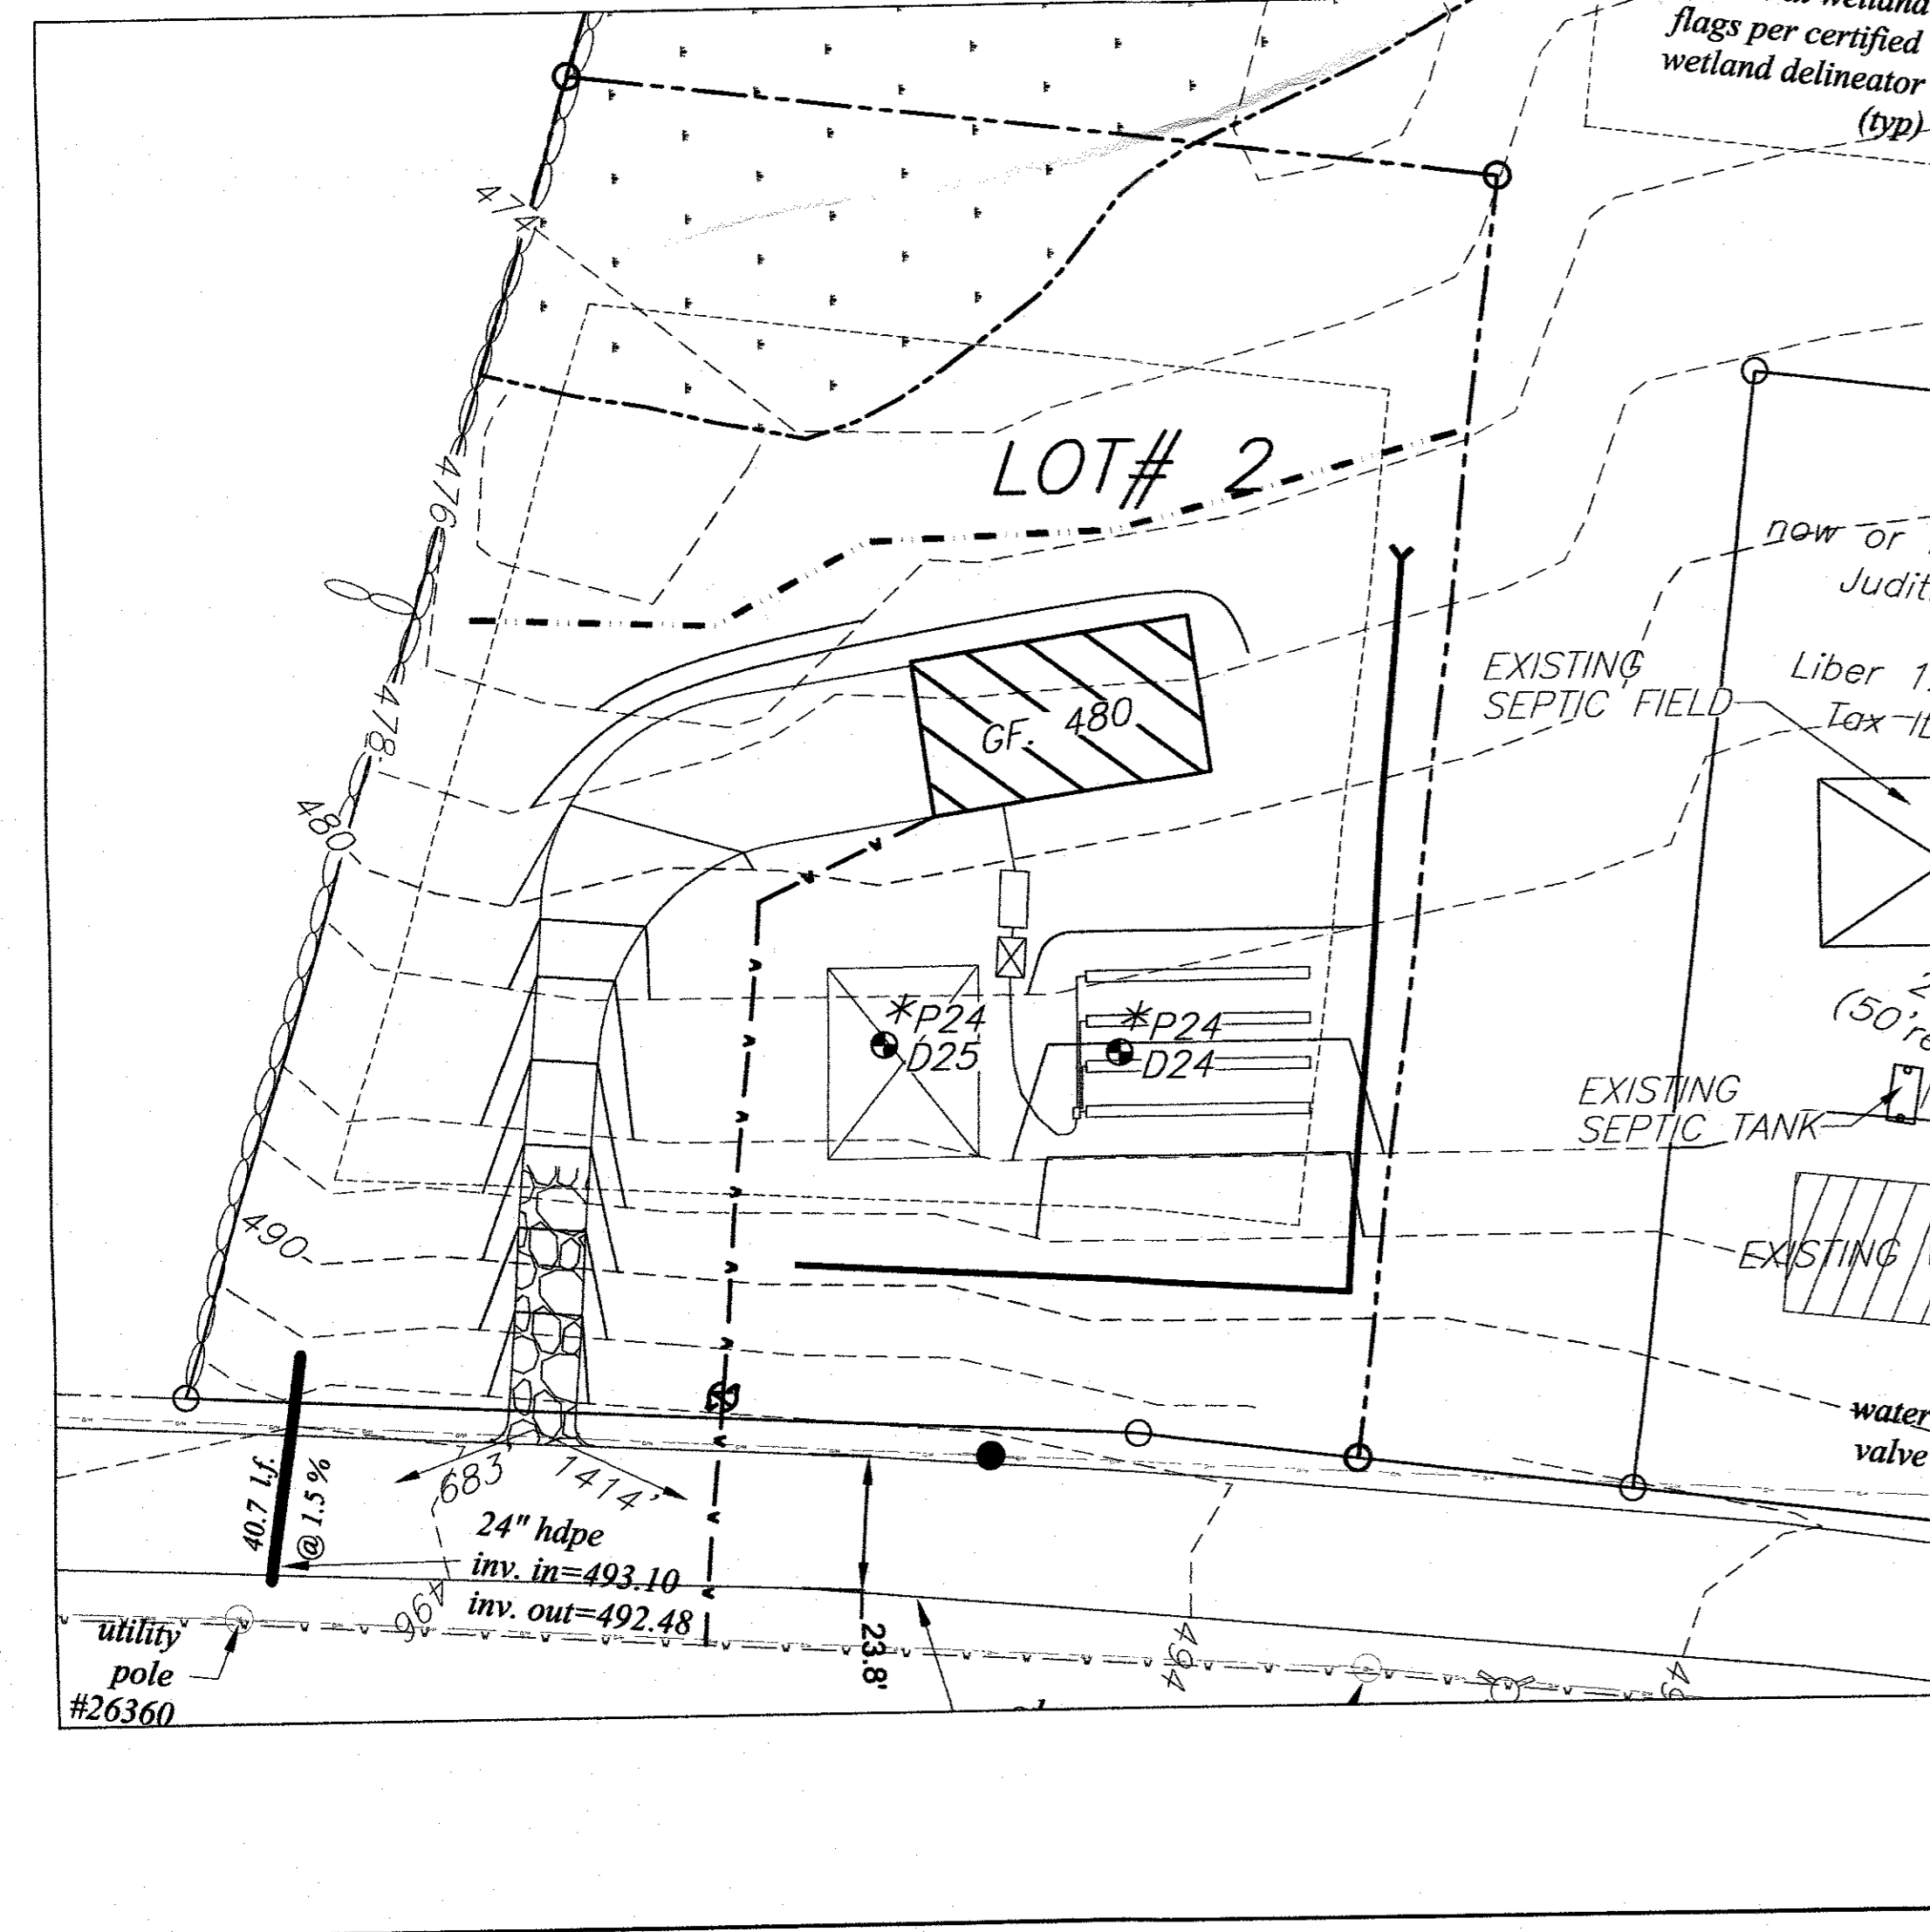 wetland
flags per certified
wetland delineator
(typ)
474
LOT# 2
476
now or
EXISTING
SEPTIC FIELD
Liber
Tax
478
GF. 480
480
*P24
D25
*P24
D24
(50'
EXISTING
SEPTIC TANK
490
EXISTING
water
valve
683'
1414'
40.7 l.f.
@ 1.5%
24" hdpe
inv. in=493.10
inv. out=492.48
496
23.8'
494
utility
pole
#26360